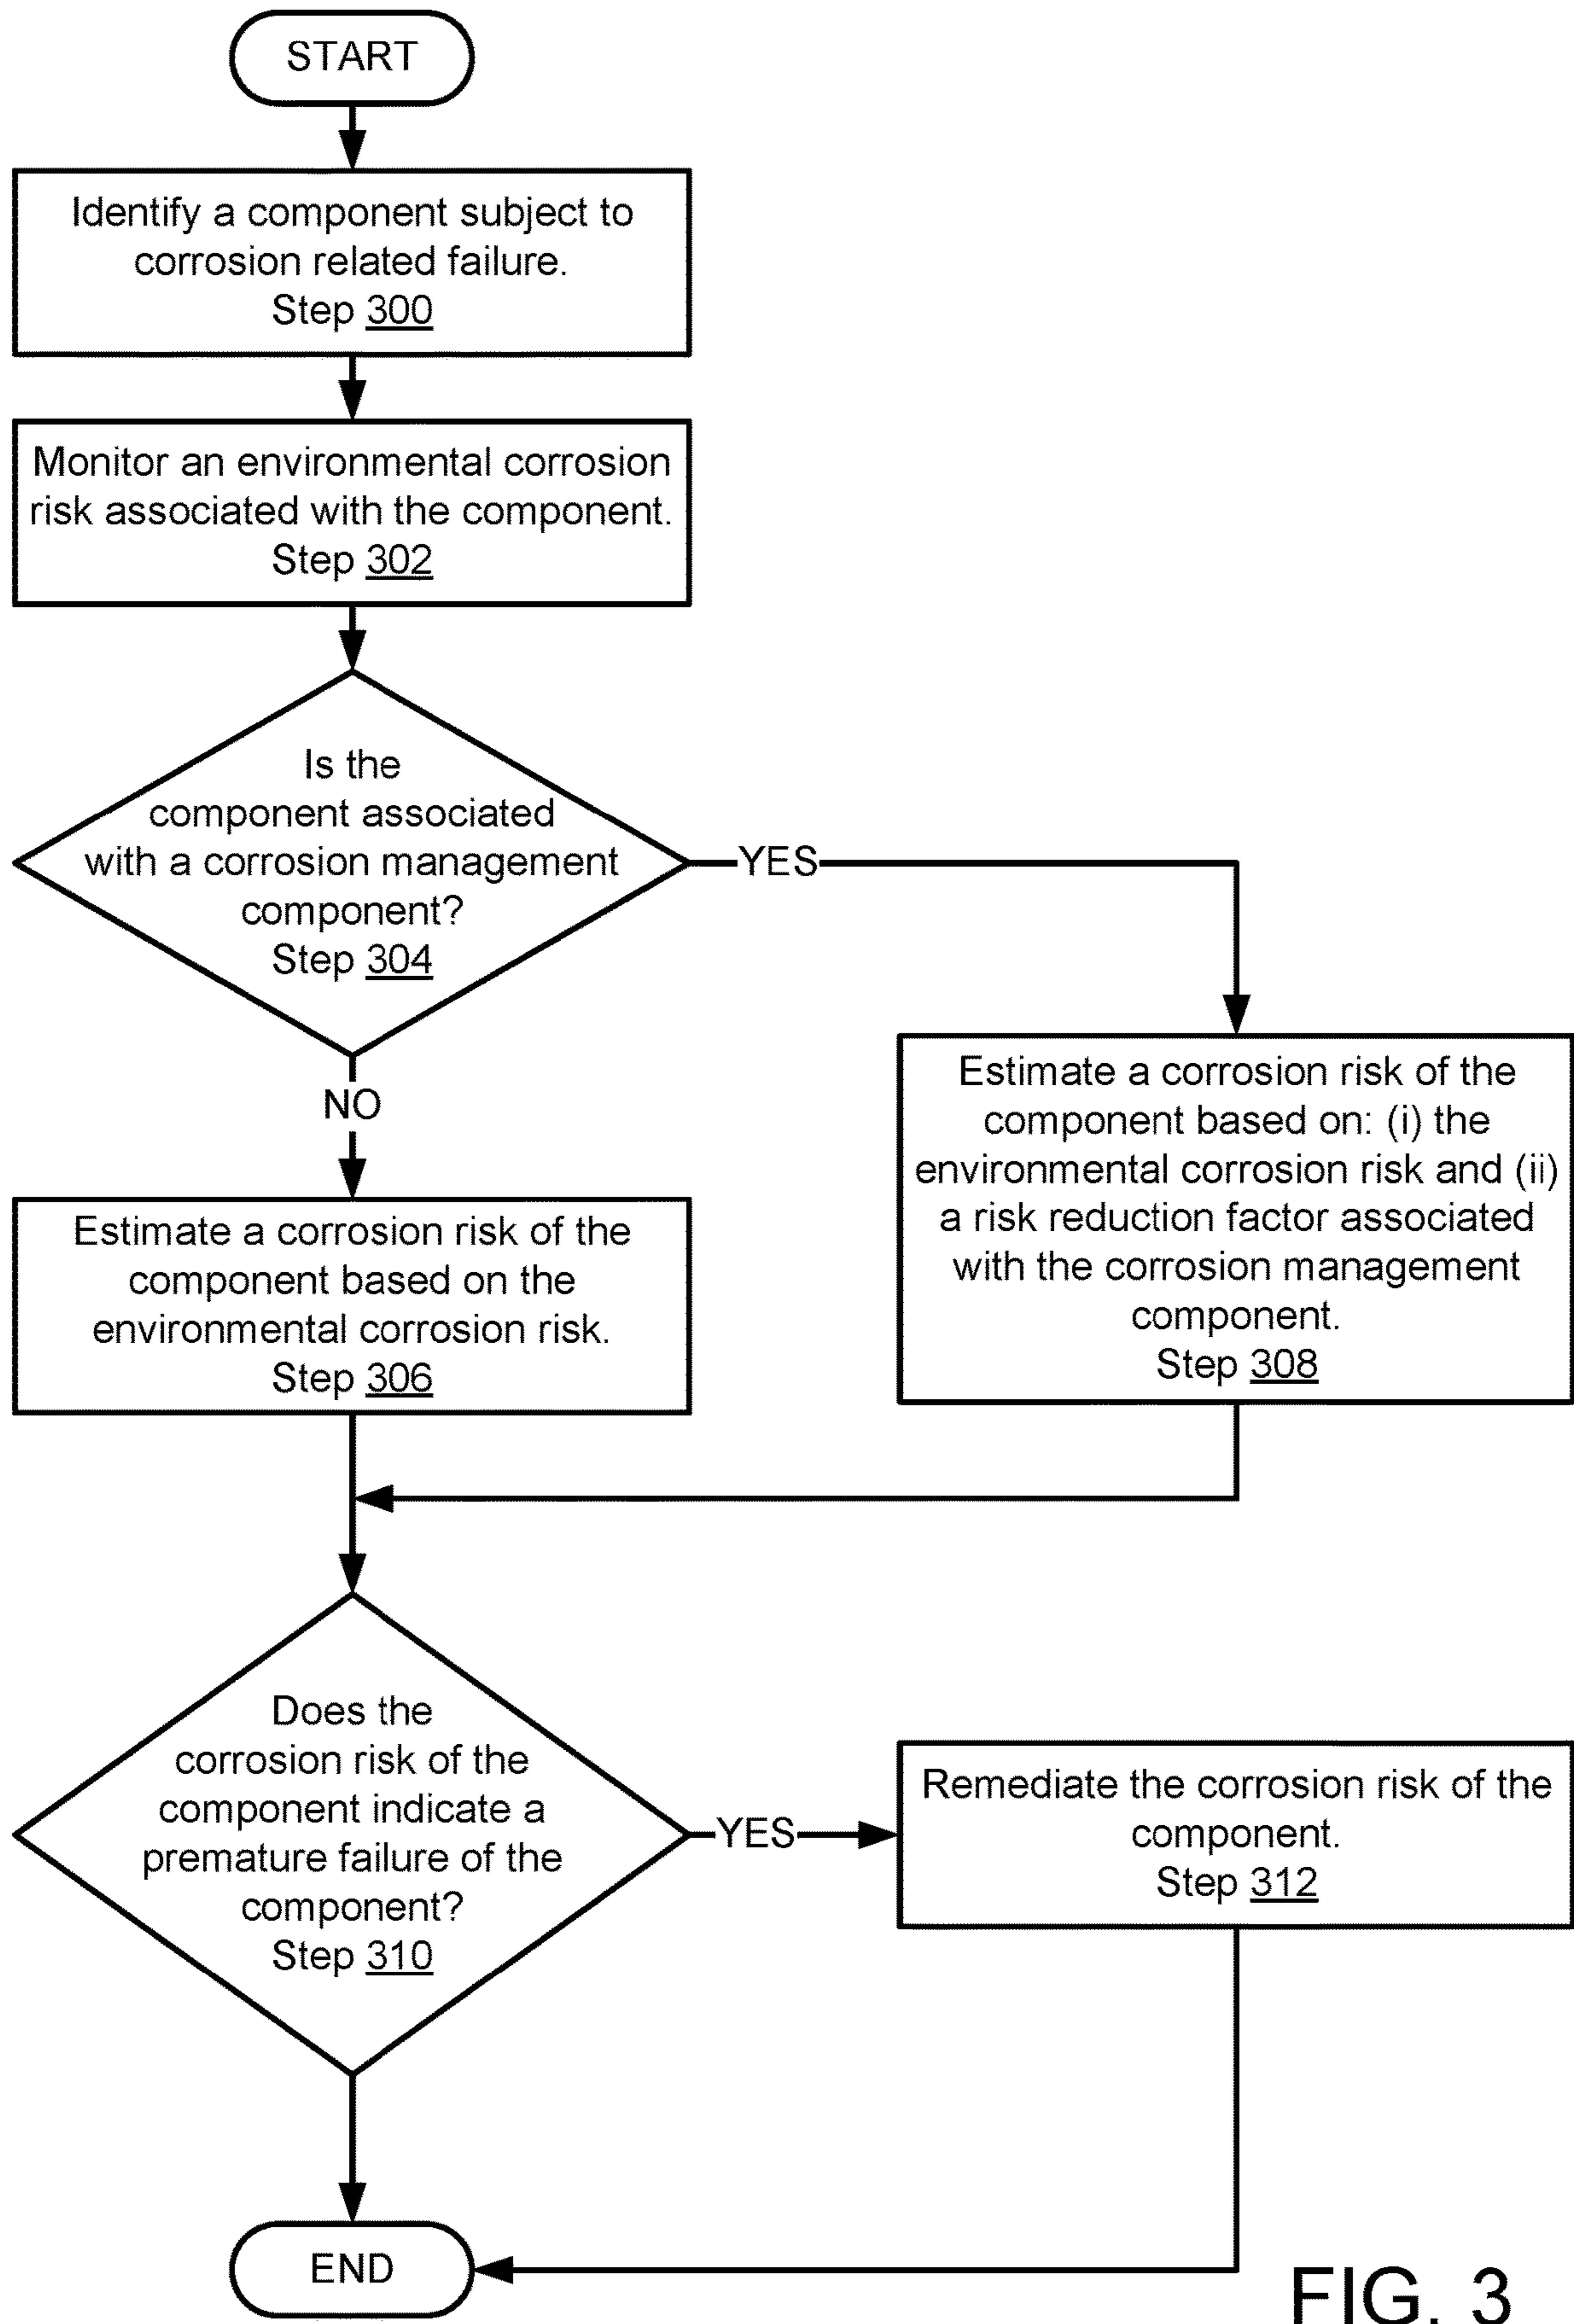 START
Identify a component subject to
corrosion related failure.
Step 300
Monitor an environmental corrosion
risk associated with the component.
Step 302
Is the
component associated
with a corrosion management
component?
Step 304
YES
NO
Estimate a corrosion risk of the
component based on the
environmental corrosion risk.
Step 306
Estimate a corrosion risk of the
component based on: (i) the
environmental corrosion risk and (ii)
a risk reduction factor associated
with the corrosion management
component.
Step 308
Does the
corrosion risk of the
component indicate a
premature failure of the
component?
Step 310
YES
Remediate the corrosion risk of the
component.
Step 312
END
FIG. 3